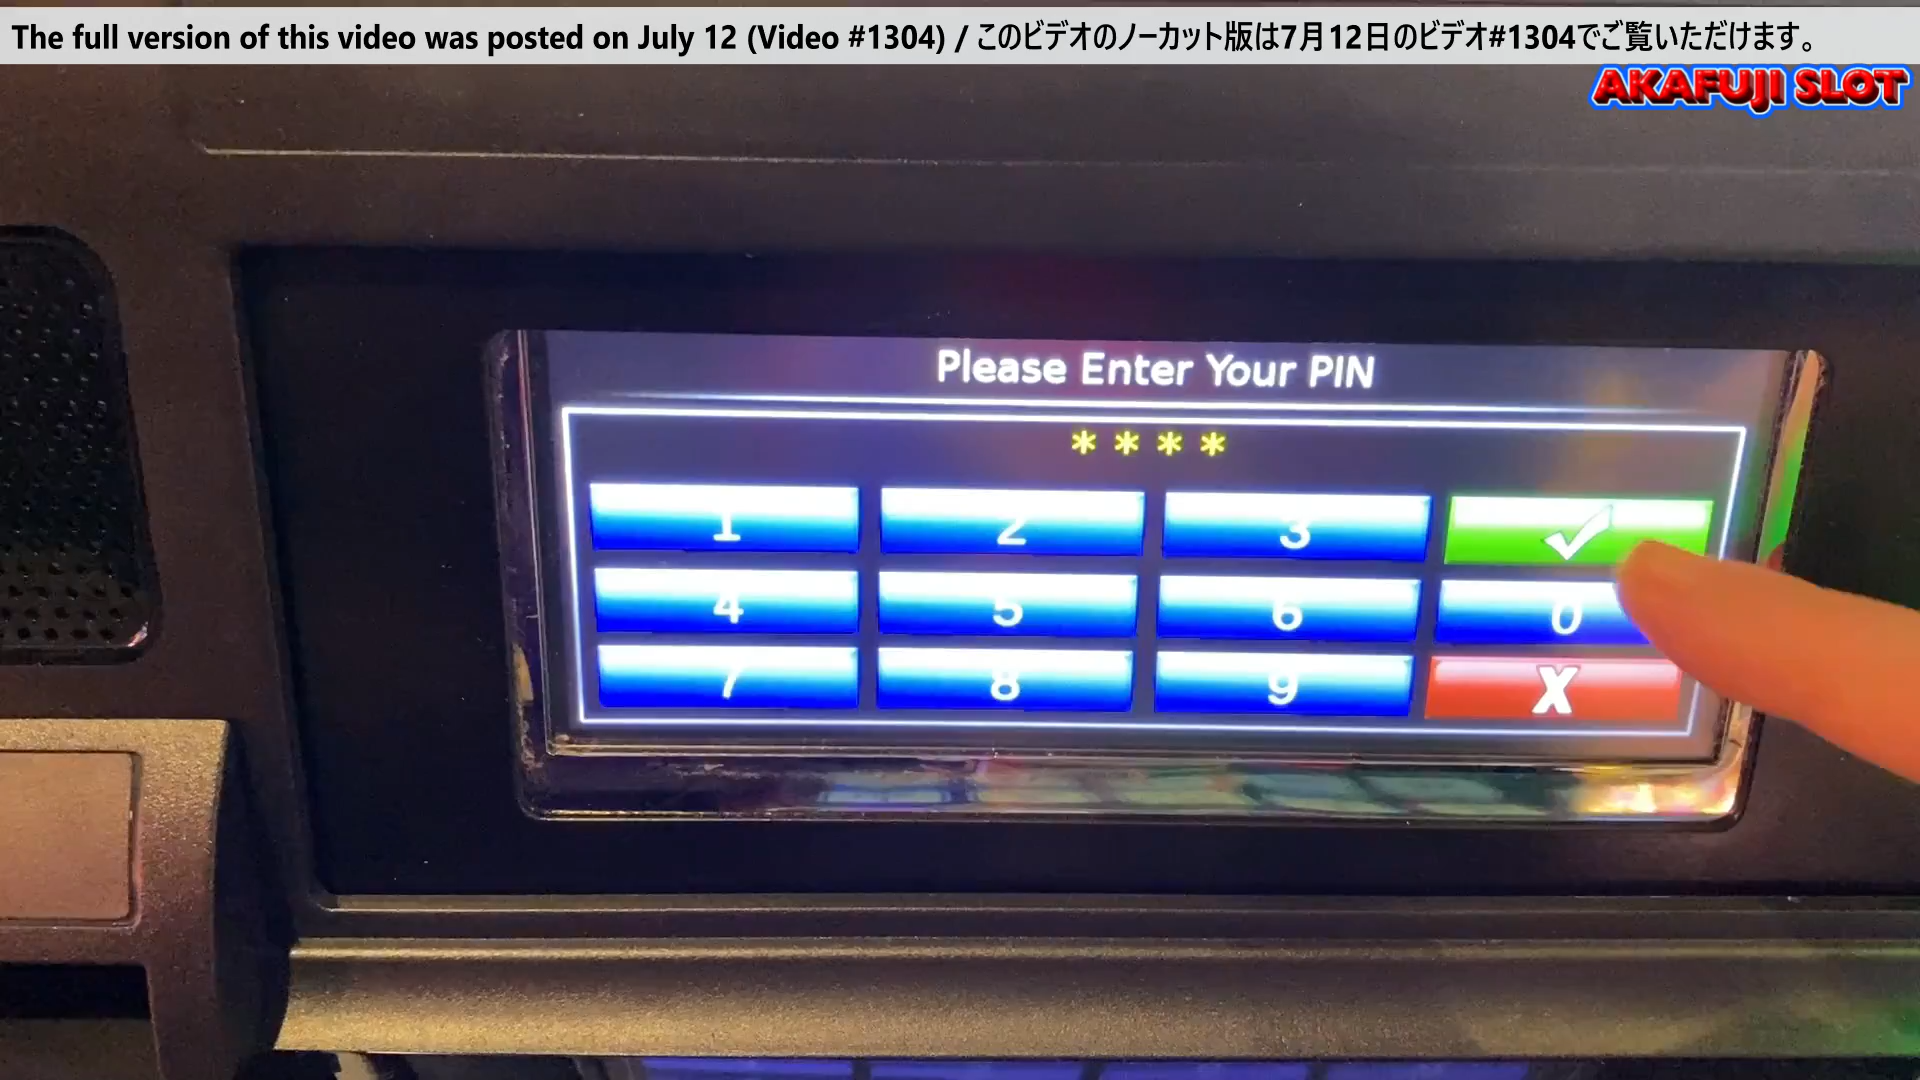 The full version of this video was posted on July 12 (Video #1304) / このビデオのノーカット版は7月12日のビデオ#1304でご覧いただけます。
AKAFUJI SLOT
Please Enter Your PIN
* * * *
1 2 3 ✓
4 5 6 0
7 8 9 X